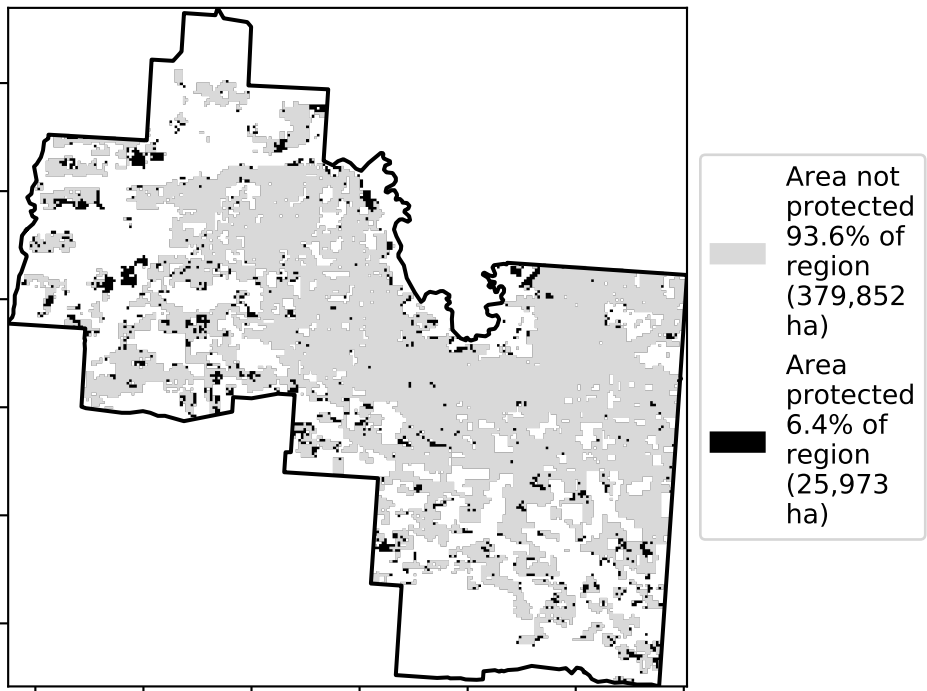 Area not
protected
93.6% of
region
(379,852
ha)
Area
protected
6.4% of
region
(25,973
ha)